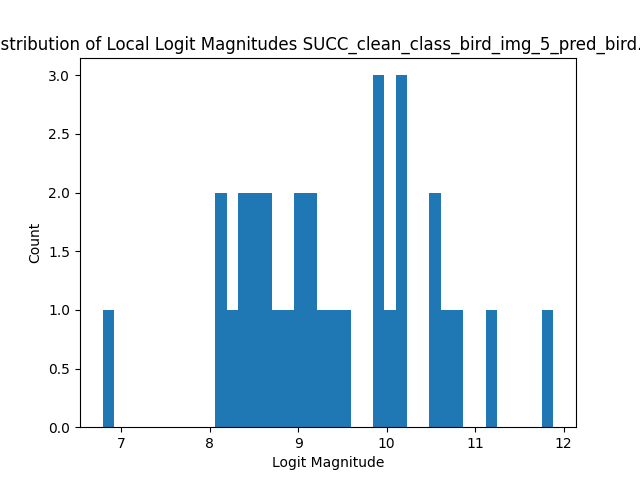 stribution of Local Logit Magnitudes SUCC_clean_class_bird_img_5_pred_bird.
3.0
2.5
2.0
1.5
1.0
0.5
0.0
Count
7 8 9 10 11 12
Logit Magnitude